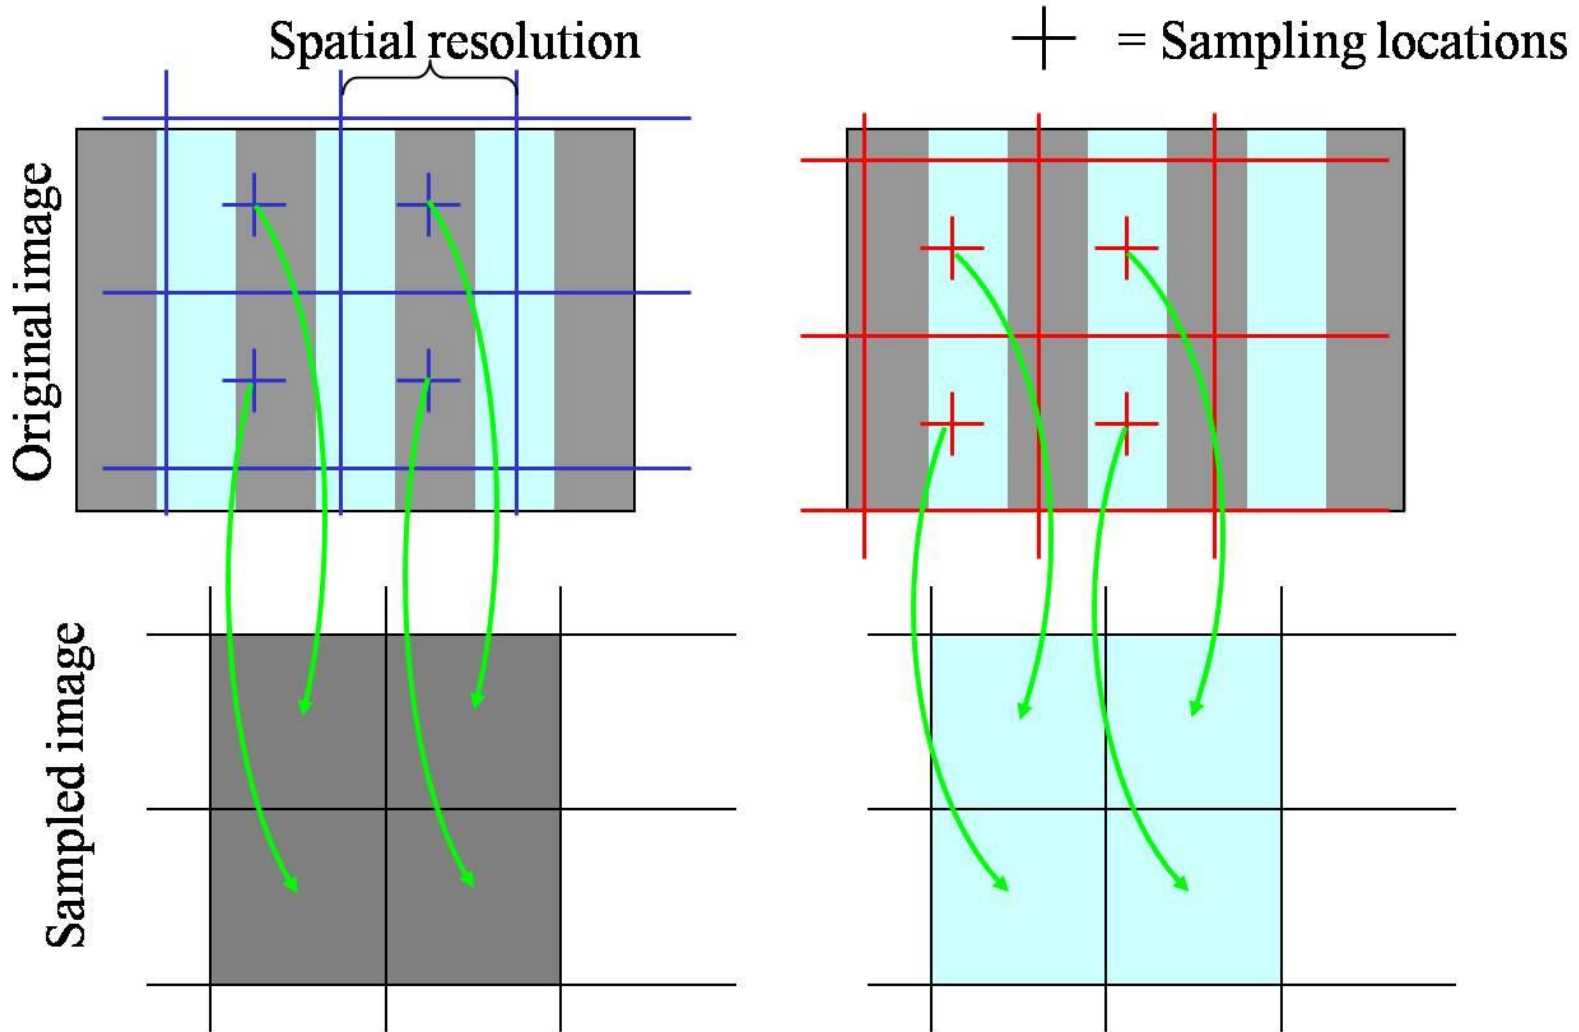 Spatial resolution
= Sampling locations
Original image
Sampled image